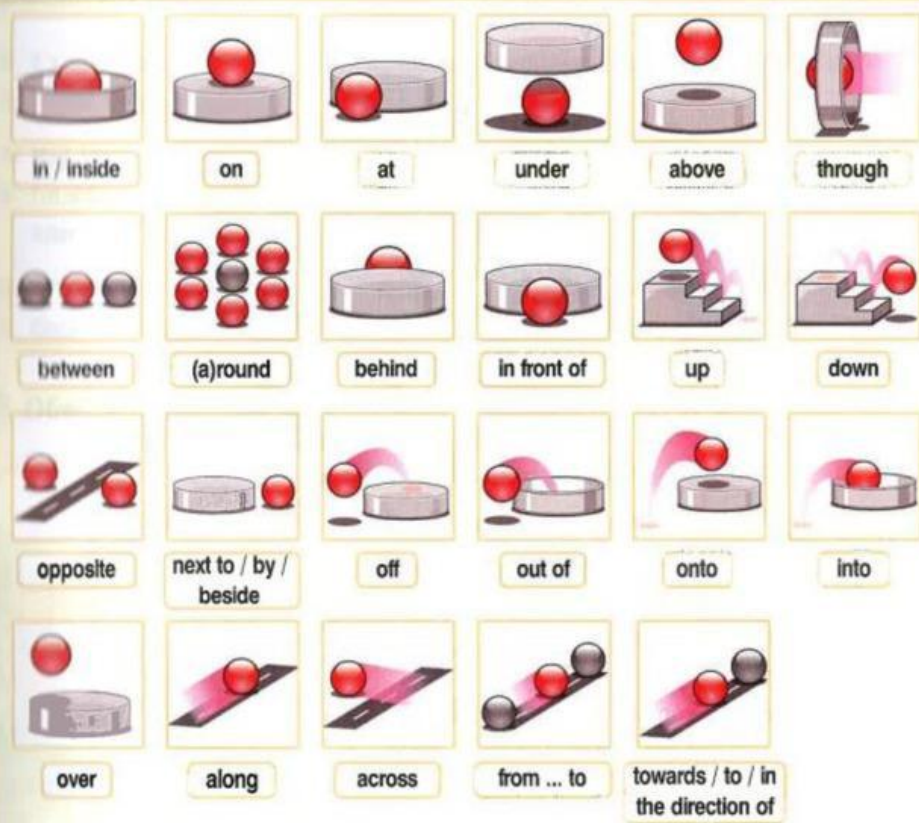 in / inside
on
at
under
above
through
between
(a)round
behind
in front of
up
down
opposite
next to / by /
beside
off
out of
onto
into
over
along
across
from ... to
towards / to / in
the direction of